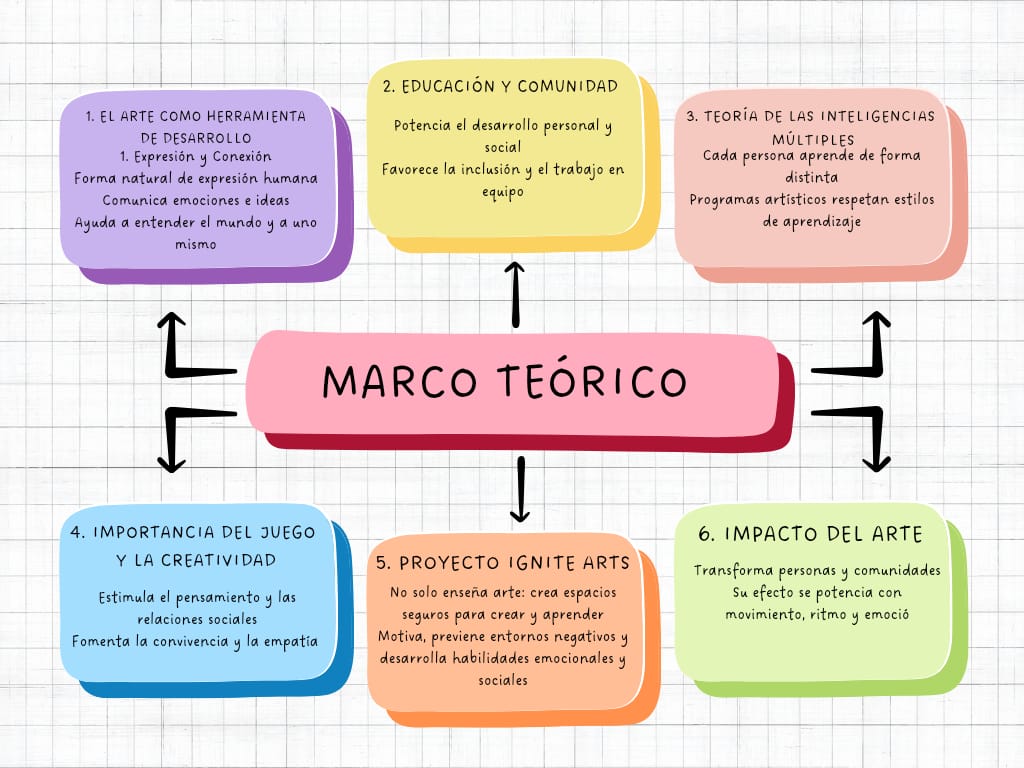 1. EL ARTE COMO HERRAMIENTA
DE DESARROLLO
1. Expresión y Conexión
Forma natural de expresión humana
Comunica emociones e ideas
Ayuda a entender el mundo y a uno
mismo
2. EDUCACIÓN Y COMUNIDAD
Potencia el desarrollo personal y
social
Favorece la inclusión y el trabajo en
equipo
3. TEORÍA DE LAS INTELIGENCIAS
MÚLTIPLES
Cada persona aprende de forma
distinta
Programas artísticos respetan estilos
de aprendizaje
MARCO TEÓRICO
4. IMPORTANCIA DEL JUEGO
Y LA CREATIVIDAD
Estimula el pensamiento y las
relaciones sociales
Fomenta la convivencia y la empatía
5. PROYECTO IGNITE ARTS
No solo enseña arte: crea espacios
seguros para crear y aprender
Motiva, previene entornos negativos y
desarrolla habilidades emocionales y
sociales
6. IMPACTO DEL ARTE
Transforma personas y comunidades
Su efecto se potencia con
movimiento, ritmo y emoció